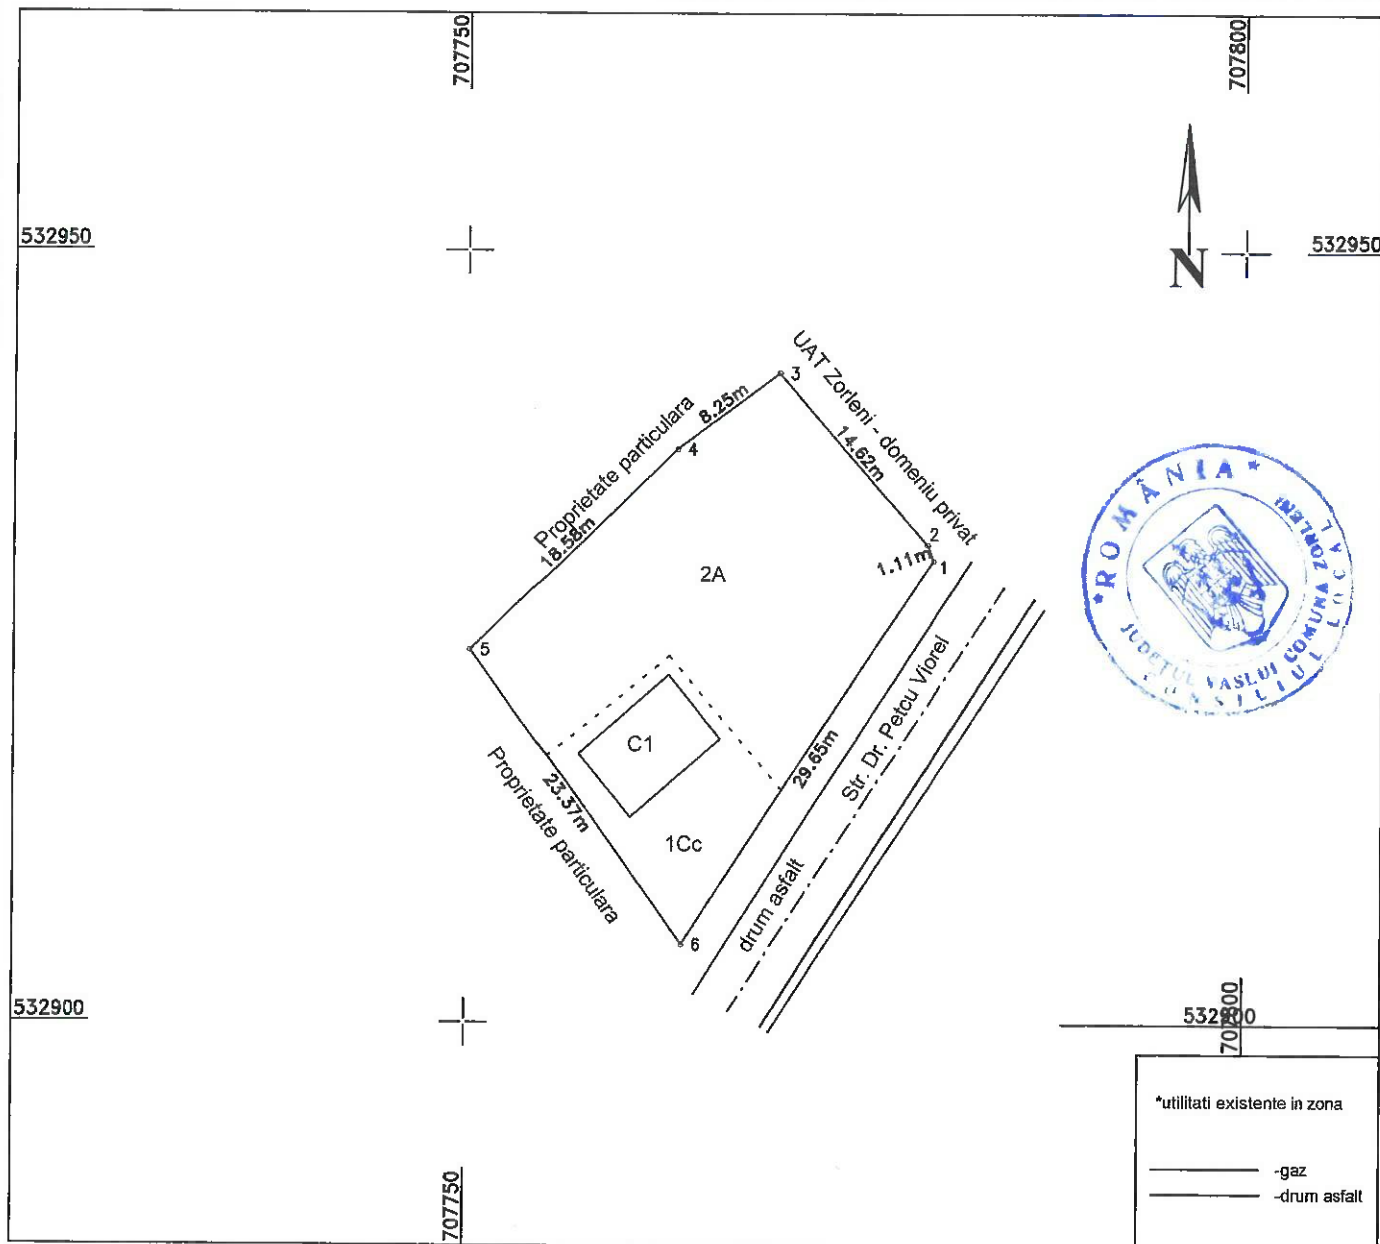 707750
707800
532950
532950
N
UAT Zorleni - domeniu privat
3
8.25m
14.62m
Proprietate particulara
4
18.58m
2
1.11m
1
2A
5
*ROMÂNIA*
JUDEŢUL VASLUI COMUNA ZORLENI
CONSILIUL LOCAL
C1
29.65m
Str. Dr. Petcu Viorel
23.37m
Proprietate particulara
1Cc
drum asfalt
6
532900
532900
707800
707750
*utilitati existente in zona
-gaz
-drum asfalt